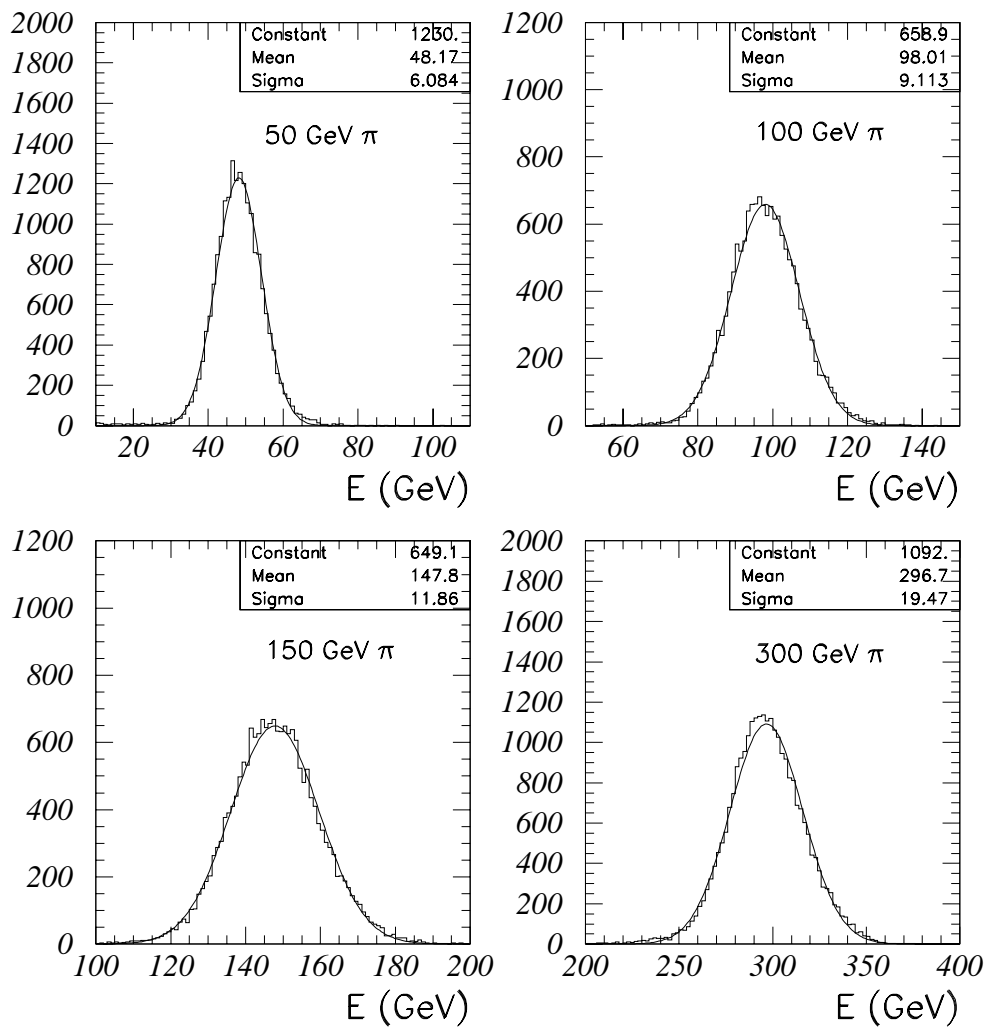 2000
1800
1600
1400
1200
1000
800
600
400
200
0
Constant 1230.
Mean 48.17
Sigma 6.084
50 GeV π
20 40 60 80 100
E (GeV)
1200
1000
800
600
400
200
0
Constant 658.9
Mean 98.01
Sigma 9.113
100 GeV π
60 80 100 120 140
E (GeV)
1200
1000
800
600
400
200
0
Constant 649.1
Mean 147.8
Sigma 11.86
150 GeV π
100 120 140 160 180 200
E (GeV)
2000
1800
1600
1400
1200
1000
800
600
400
200
0
Constant 1092.
Mean 296.7
Sigma 19.47
300 GeV π
200 250 300 350 400
E (GeV)